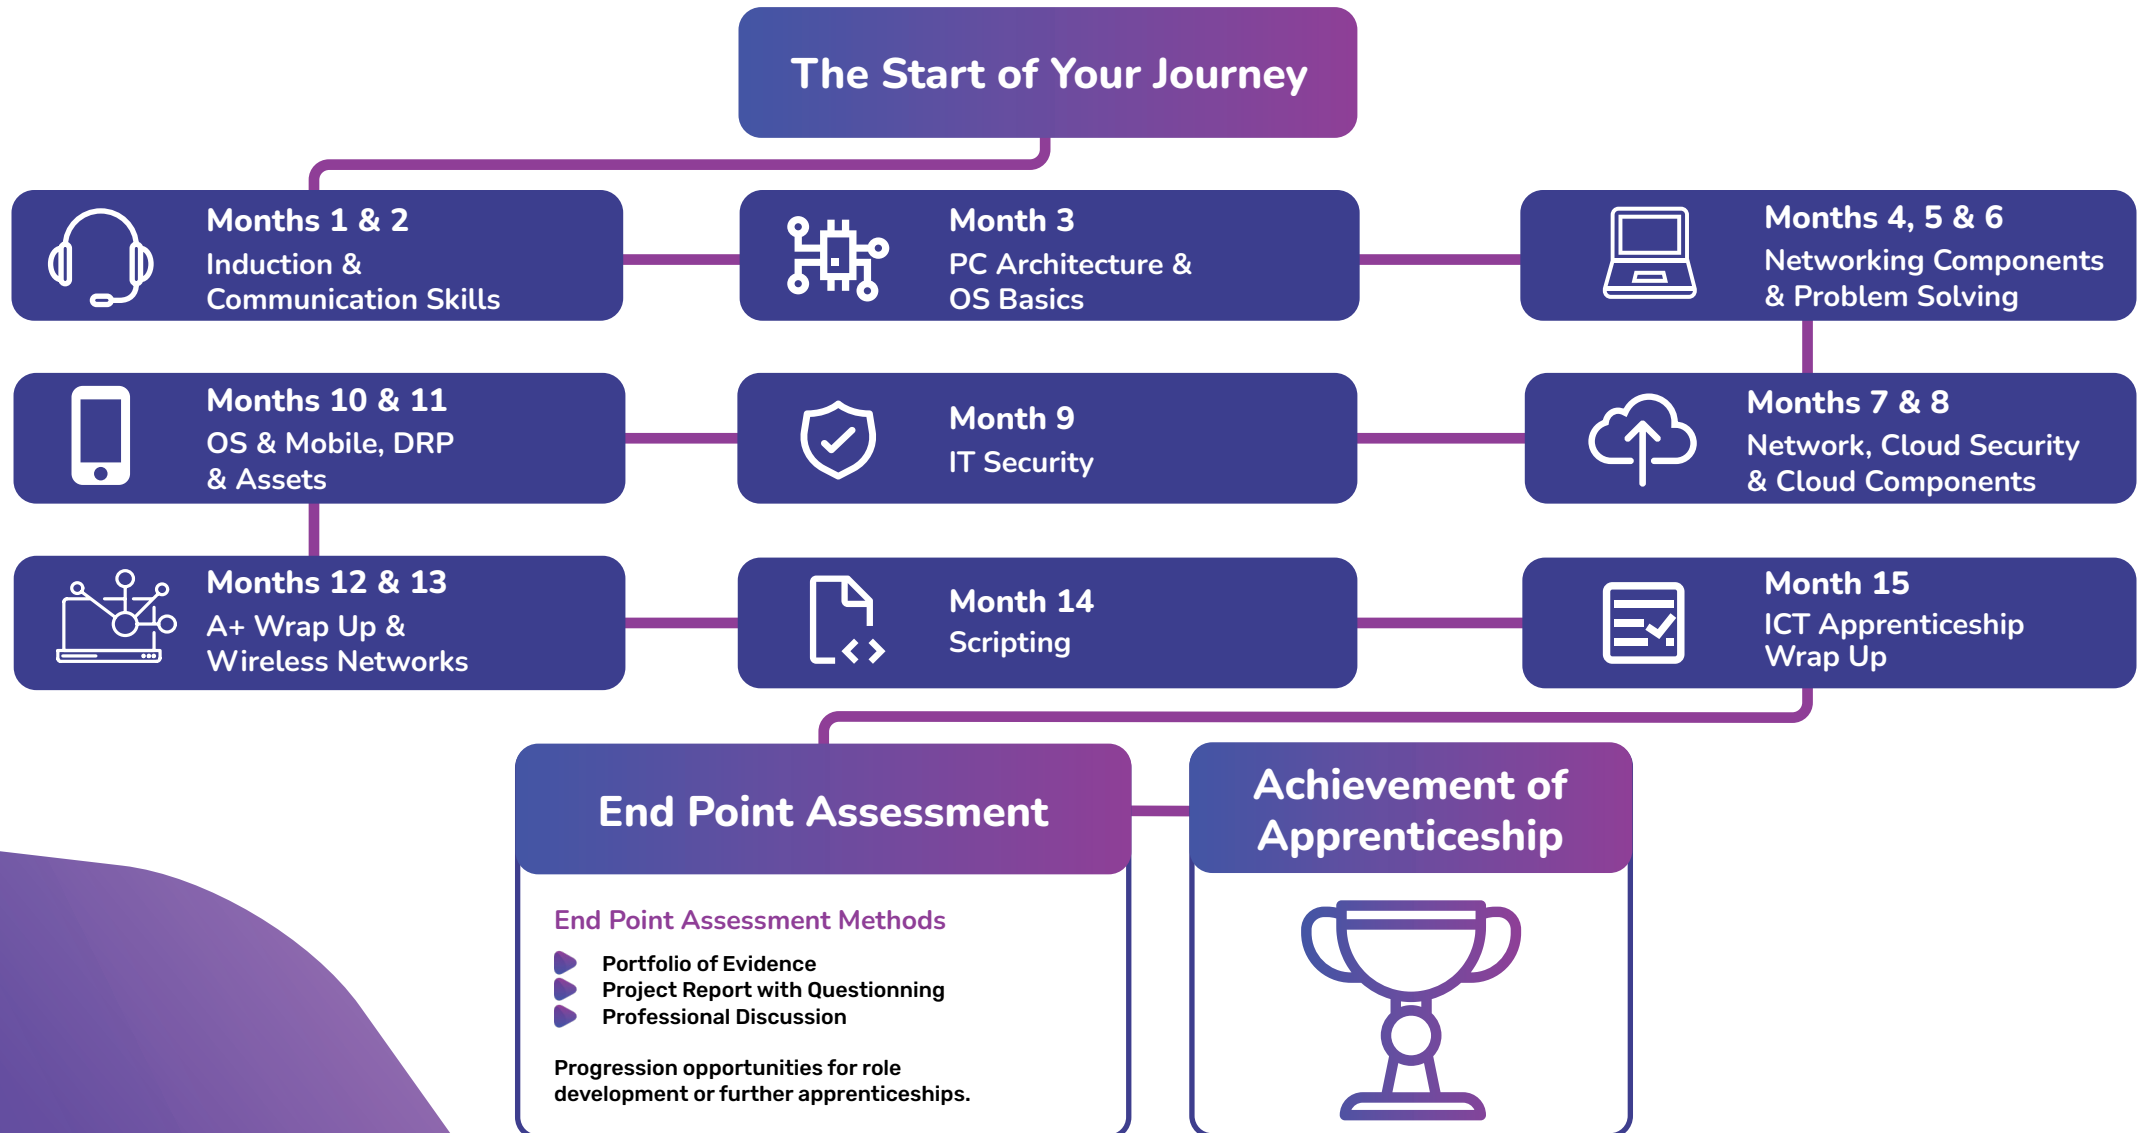 The Start of Your Journey
Months 1 & 2
Induction &
Communication Skills
Month 3
PC Architecture &
OS Basics
Months 4, 5 & 6
Networking Components
& Problem Solving
Months 10 & 11
OS & Mobile, DRP
& Assets
Month 9
IT Security
Months 7 & 8
Network, Cloud Security
& Cloud Components
Months 12 & 13
A+ Wrap Up &
Wireless Networks
Month 14
Scripting
Month 15
ICT Apprenticeship
Wrap Up
End Point Assessment
End Point Assessment Methods
Portfolio of Evidence
Project Report with Questionning
Professional Discussion
Progression opportunities for role
development or further apprenticeships.
Achievement of
Apprenticeship